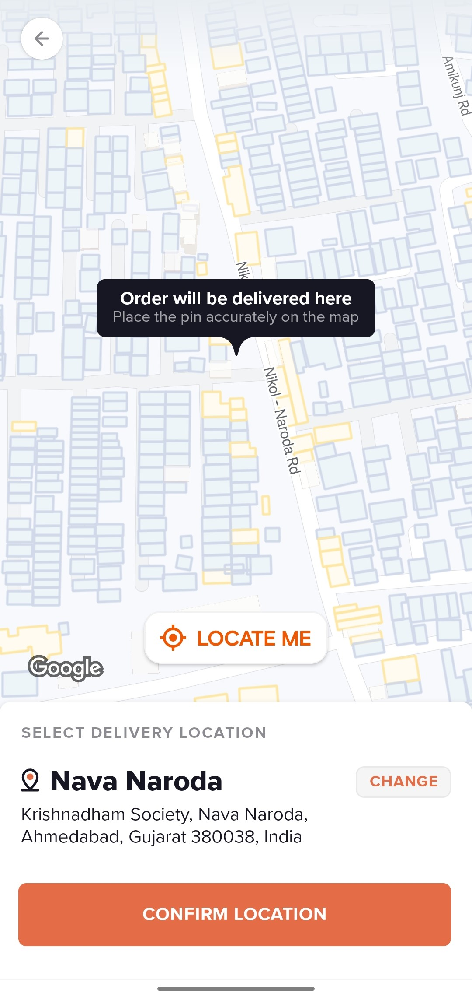 Amikunj Rd
Nik
Order will be delivered here
Place the pin accurately on the map
Nikol - Naroda Rd
LOCATE ME
Google
SELECT DELIVERY LOCATION
Nava Naroda
CHANGE
Krishnadham Society, Nava Naroda,
Ahmedabad, Gujarat 380038, India
CONFIRM LOCATION